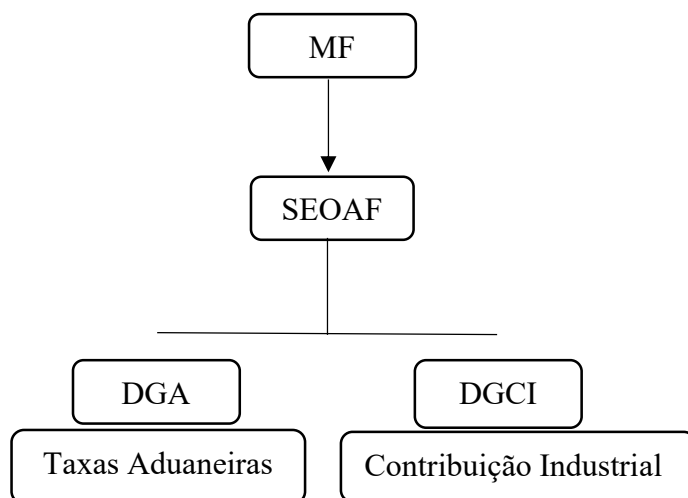 MF
SEOAF
DGA
DGCI
Taxas Aduaneiras
Contribuição Industrial